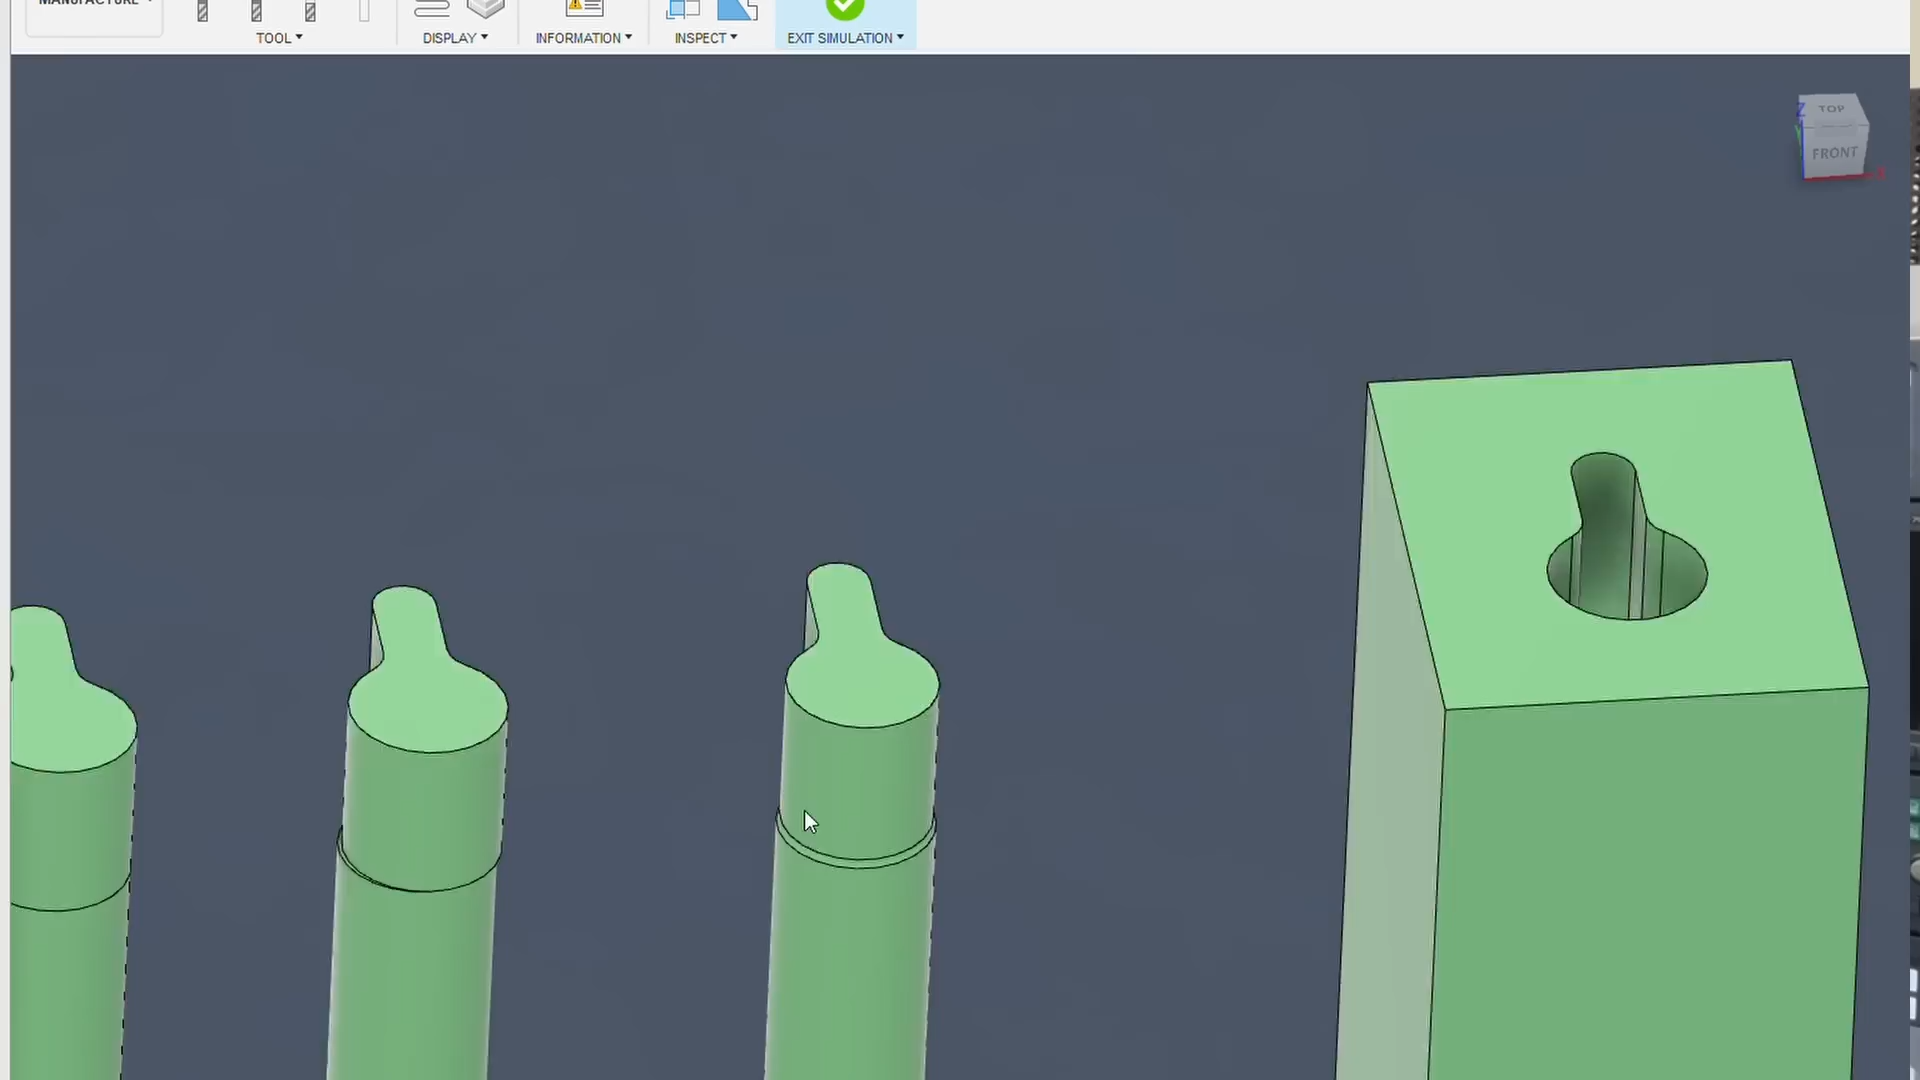 MANUFACTURE
TOOL DISPLAY INFORMATION INSPECT EXIT SIMULATION
Z TOP
FRONT
X